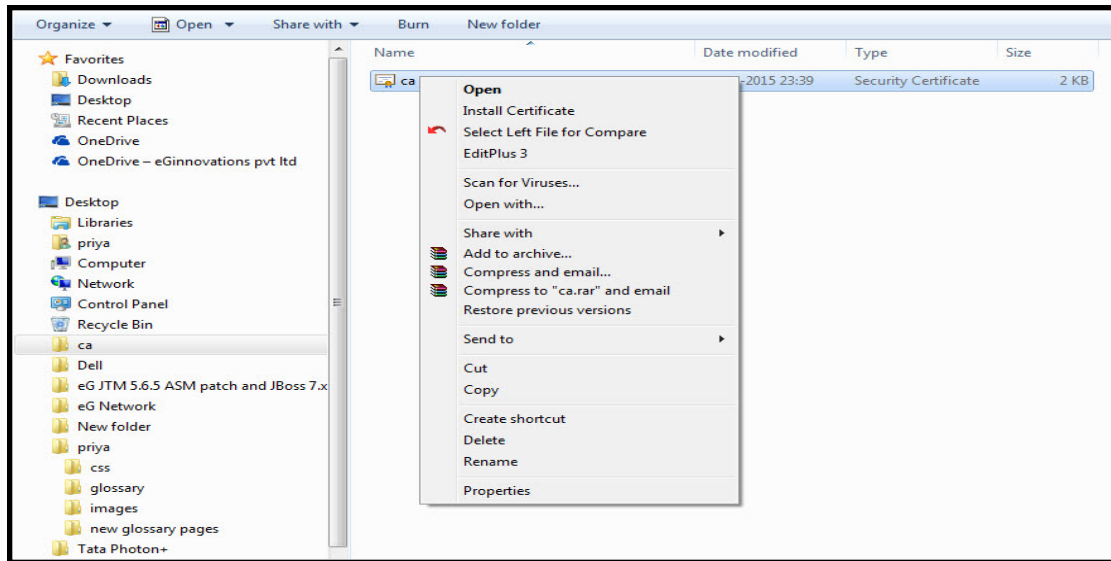 Organize Open Share with Burn New folder
Favorites
Downloads
Desktop
Recent Places
OneDrive
OneDrive – eGinnovations pvt ltd
Desktop
Libraries
priya
Computer
Network
Control Panel
Recycle Bin
ca
Dell
eG JTM 5.6.5 ASM patch and JBoss 7.x
eG Network
New folder
priya
css
glossary
images
new glossary pages
Tata Photon+
Name Date modified Type Size
ca -2015 23:39 Security Certificate 2 KB
Open
Install Certificate
Select Left File for Compare
EditPlus 3
Scan for Viruses...
Open with...
Share with
Add to archive...
Compress and email...
Compress to "ca.rar" and email
Restore previous versions
Send to
Cut
Copy
Create shortcut
Delete
Rename
Properties